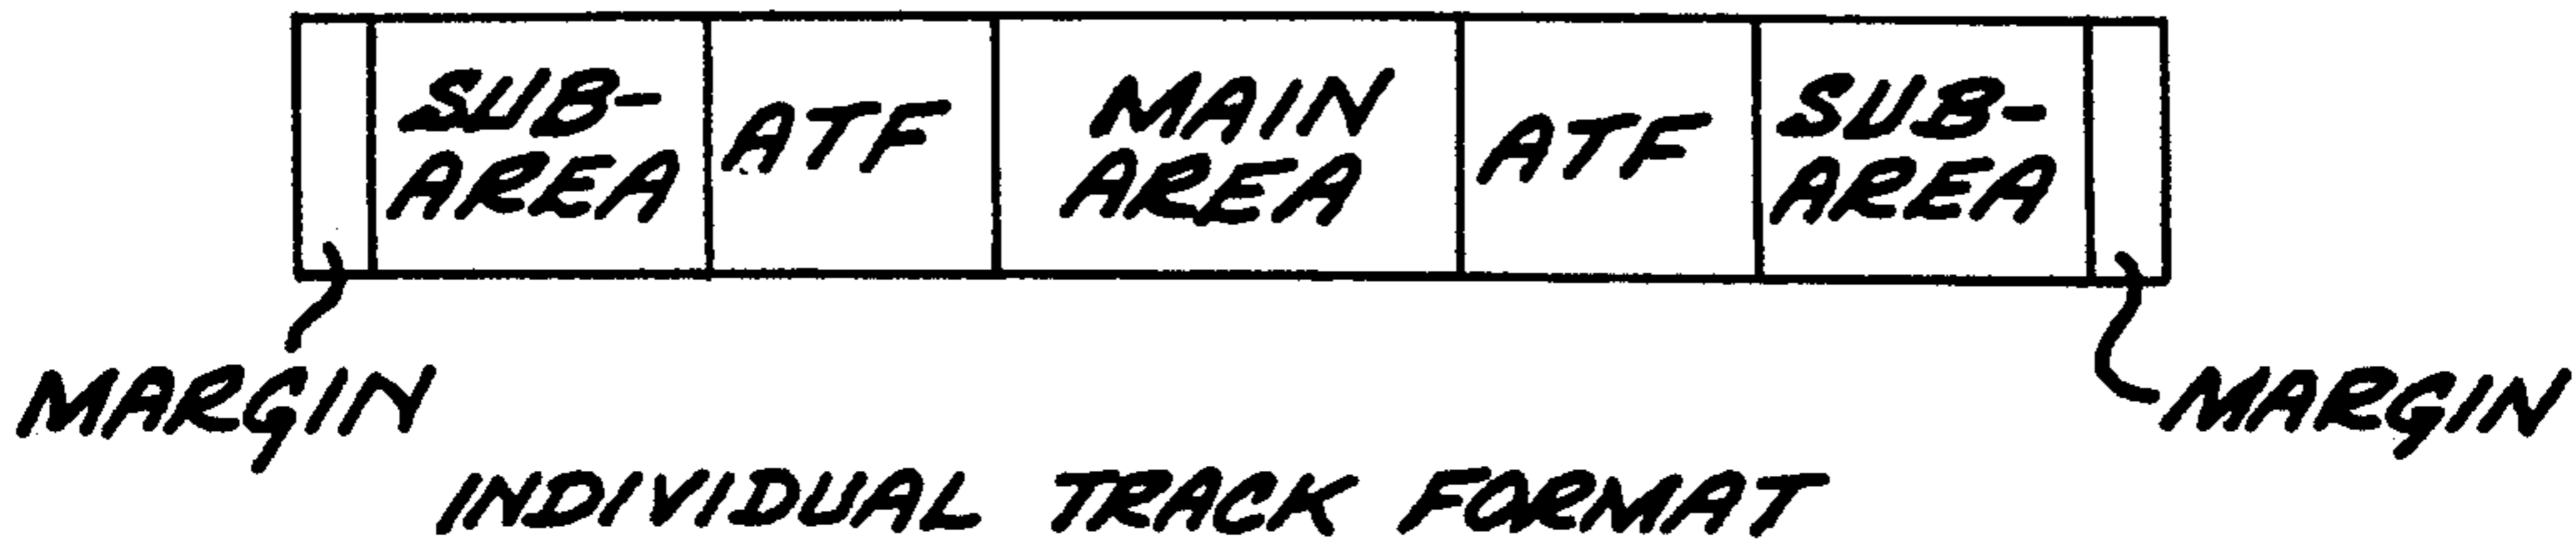 SUB-
AREA
ATF
MAIN
AREA
ATF
SUB-
AREA
MARGIN
MARGIN
INDIVIDUAL TRACK FORMAT